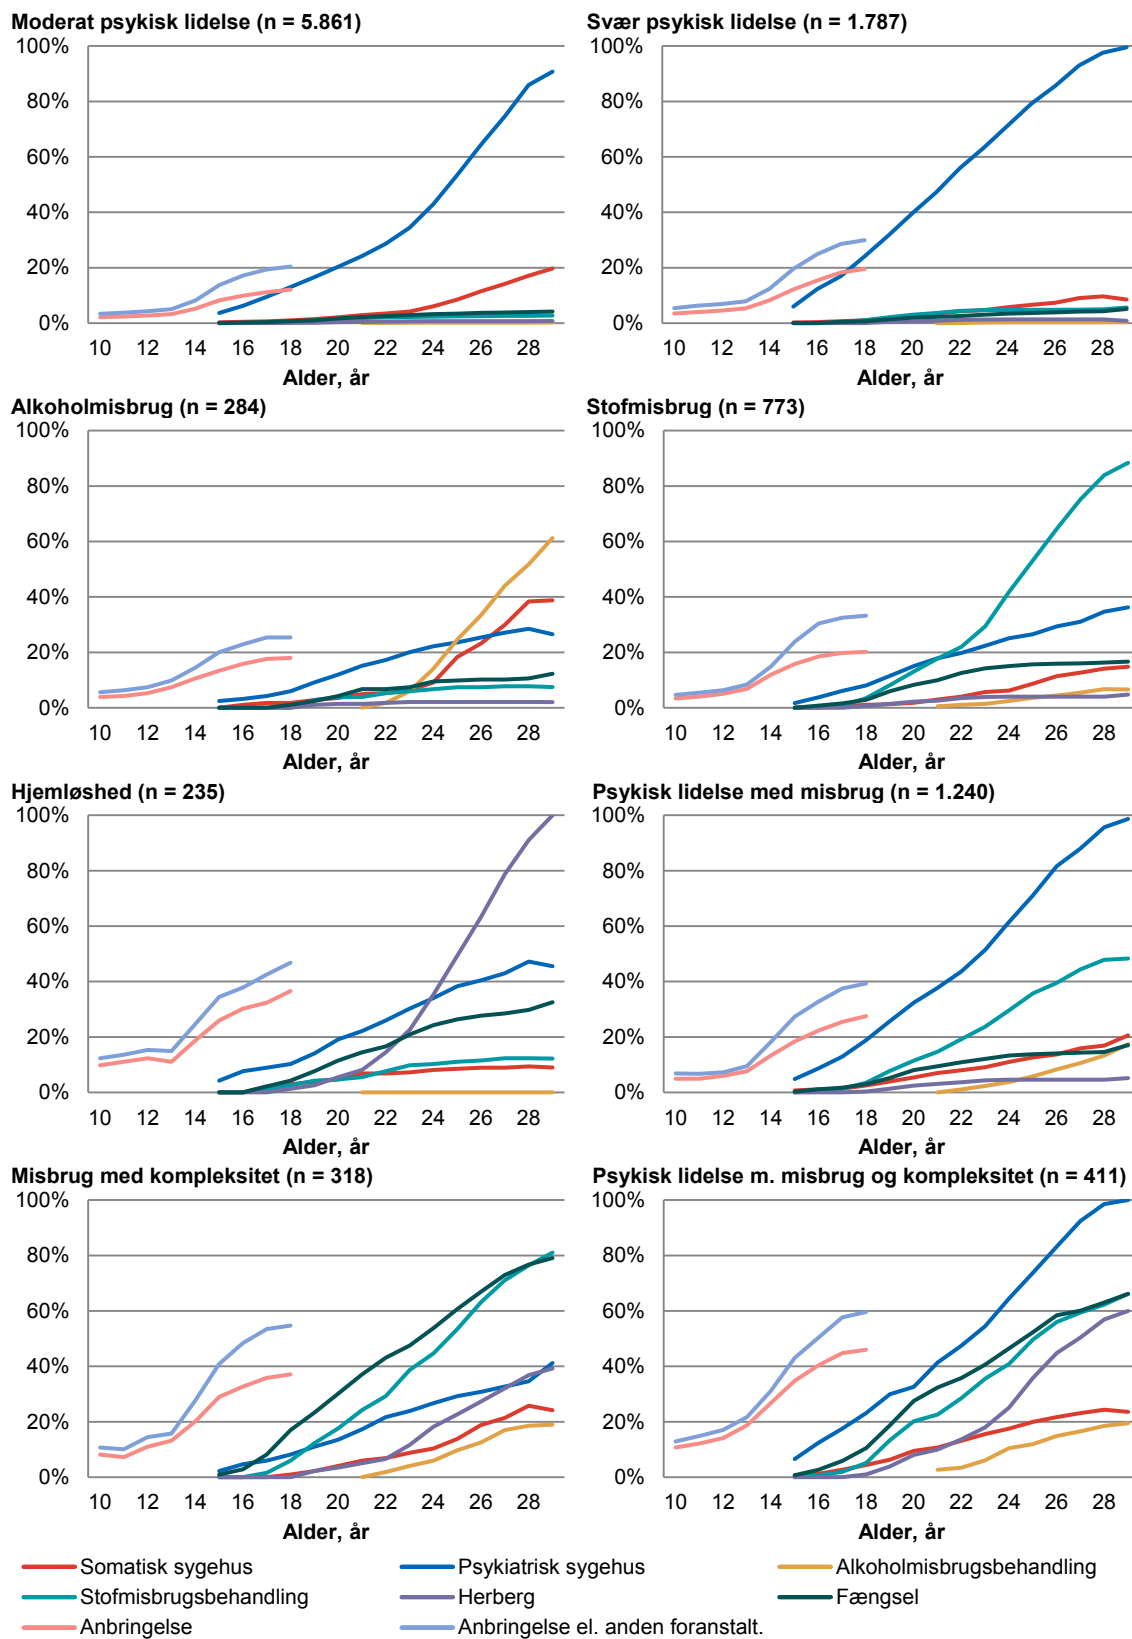 Moderat psykisk lidelse (n = 5.861)
100%
80%
60%
40%
20%
0%
10 12 14 16 18 20 22 24 26 28
Alder, år
Svær psykisk lidelse (n = 1.787)
100%
80%
60%
40%
20%
0%
10 12 14 16 18 20 22 24 26 28
Alder, år
Alkoholmisbrug (n = 284)
100%
80%
60%
40%
20%
0%
10 12 14 16 18 20 22 24 26 28
Alder, år
Stofmisbrug (n = 773)
100%
80%
60%
40%
20%
0%
10 12 14 16 18 20 22 24 26 28
Alder, år
Hjemløshed (n = 235)
100%
80%
60%
40%
20%
0%
10 12 14 16 18 20 22 24 26 28
Alder, år
Psykisk lidelse med misbrug (n = 1.240)
100%
80%
60%
40%
20%
0%
10 12 14 16 18 20 22 24 26 28
Alder, år
Misbrug med kompleksitet (n = 318)
100%
80%
60%
40%
20%
0%
10 12 14 16 18 20 22 24 26 28
Alder, år
Psykisk lidelse m. misbrug og kompleksitet (n = 411)
100%
80%
60%
40%
20%
0%
10 12 14 16 18 20 22 24 26 28
Alder, år
Somatisk sygehus Psykiatrisk sygehus Alkoholmisbrugsbehandling
Stofmisbrugsbehandling Herberg Fængsel
Anbringelse Anbringelse el. anden foranstalt.